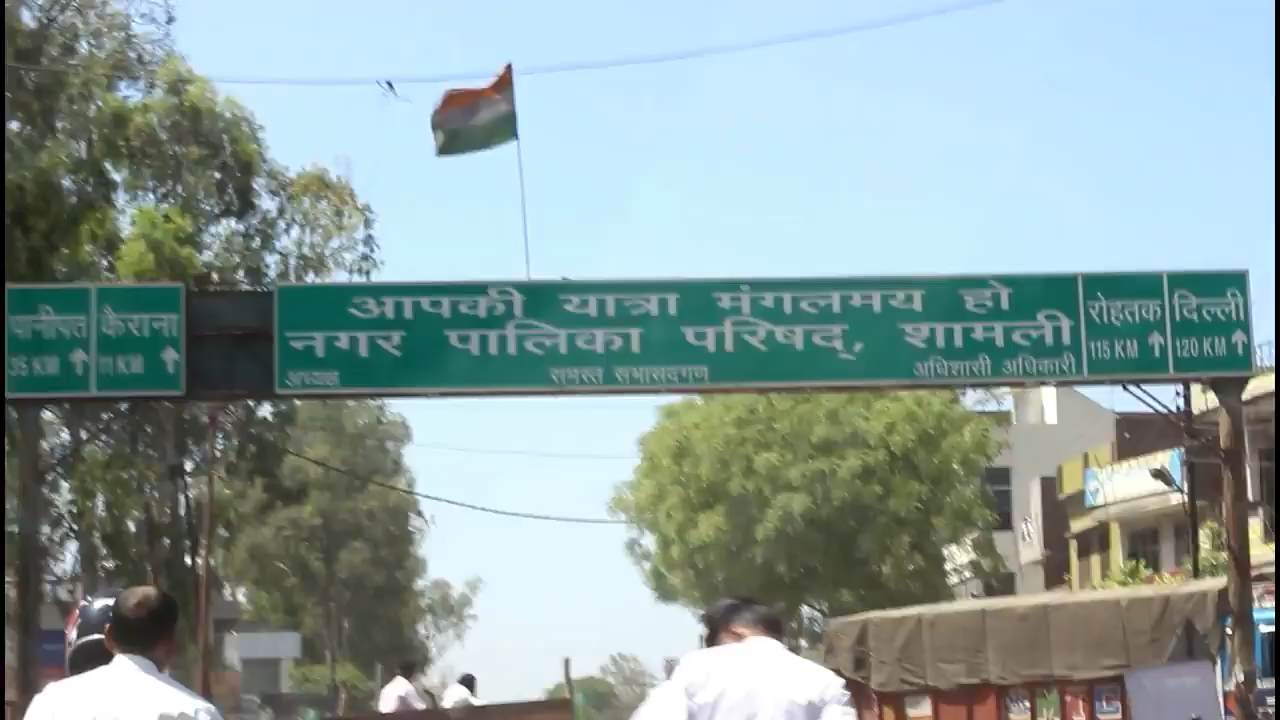 पानीपत
35 KM
कैराना
11 KM
आपकी यात्रा मंगलमय हो
नगर पालिका परिषद्, शामली
अध्यक्ष
समस्त सभासदगण
अधिशासी अधिकारी
रोहतक
115 KM
दिल्ली
120 KM